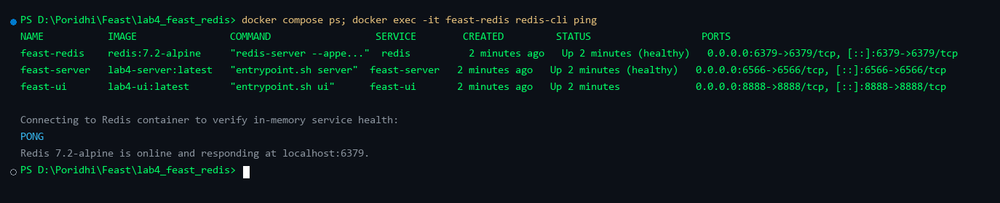 PS D:\Poridhi\Feast\lab4_feast_redis> docker compose ps; docker exec -it feast-redis redis-cli ping
NAME IMAGE COMMAND SERVICE CREATED STATUS PORTS
feast-redis redis:7.2-alpine "redis-server --appe..." redis 2 minutes ago Up 2 minutes (healthy) 0.0.0.0:6379->6379/tcp, [::]:6379->6379/tcp
feast-server lab4-server:latest "entrypoint.sh server" feast-server 2 minutes ago Up 2 minutes (healthy) 0.0.0.0:6566->6566/tcp, [::]:6566->6566/tcp
feast-ui lab4-ui:latest "entrypoint.sh ui" feast-ui 2 minutes ago Up 2 minutes 0.0.0.0:8888->8888/tcp, [::]:8888->8888/tcp
Connecting to Redis container to verify in-memory service health:
PONG
Redis 7.2-alpine is online and responding at localhost:6379.
PS D:\Poridhi\Feast\lab4_feast_redis>